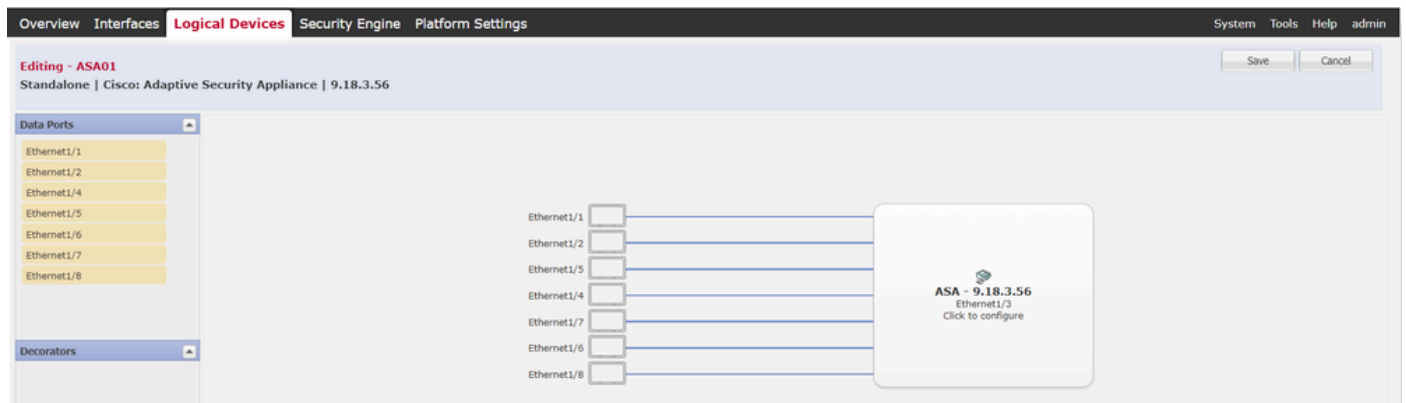 Overview Interfaces Logical Devices Security Engine Platform Settings System Tools Help admin
Editing - ASA01
Standalone | Cisco: Adaptive Security Appliance | 9.18.3.56
Save Cancel
Data Ports
Ethernet1/1
Ethernet1/2
Ethernet1/4
Ethernet1/5
Ethernet1/6
Ethernet1/7
Ethernet1/8
Decorators
Ethernet1/1
Ethernet1/2
Ethernet1/5
Ethernet1/4
Ethernet1/7
Ethernet1/6
Ethernet1/8
ASA - 9.18.3.56
Ethernet1/3
Click to configure